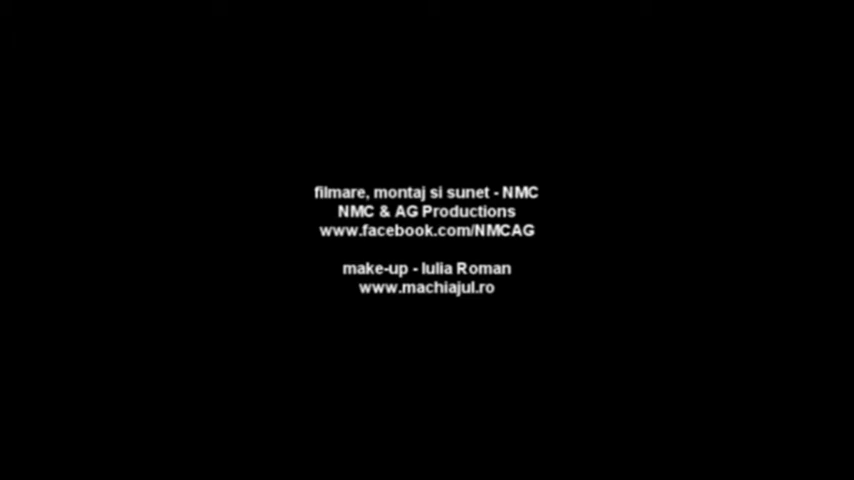 filmare, montaj si sunet - NMC
NMC & AG Productions
www.facebook.com/NMCAG
make-up - Iulia Roman
www.machiajul.ro